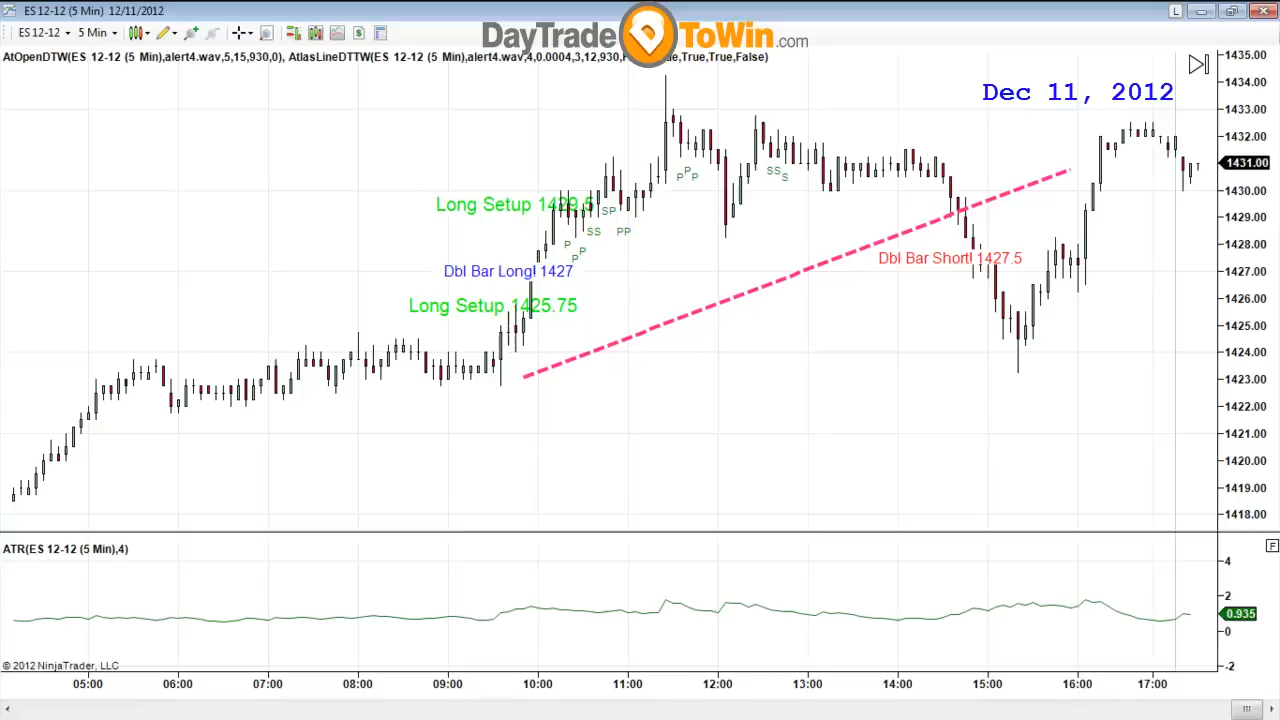 ES 12-12 (5 Min) 12/11/2012
L
ES 12-12 5 Min $
DayTradeToWin.com
AtOpenDTW(ES 12-12 (5 Min),alert4.wav,5,15,930,0), AtlasLineDTTW(ES 12-12 (5 Min),alert4.wav,4,0.0004,3,12,930,
True,True,False)
Dec 11, 2012
1435.00
1434.00
1433.00
1432.00
1431.00
1430.00
1429.00
1428.00
1427.00
1426.00
1425.00
1424.00
1423.00
1422.00
1421.00
1420.00
1419.00
1418.00
P P P
SS S
Long Setup 1429.5
SP
SS PP
P P P
Dbl Bar Long! 1427
Dbl Bar Short! 1427.5
Long Setup 1425.75
ATR(ES 12-12 (5 Min),4)
F
4
2
0.935
0
-2
© 2012 NinjaTrader, LLC
05:00 06:00 07:00 08:00 09:00 10:00 11:00 12:00 13:00 14:00 15:00 16:00 17:00